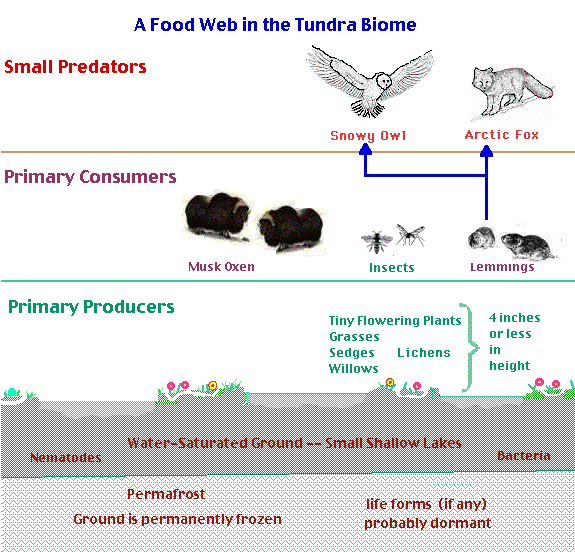 A Food Web in the Tundra Biome
Small Predators
Snowy Owl
Arctic Fox
Primary Consumers
Musk Oxen
Insects
Lemmings
Primary Producers
Tiny Flowering Plants
Grasses
Sedges Lichens
Willows
4 inches
or less
in
height
Water-Saturated Ground -- Small Shallow Lakes
Nematodes
Bacteria
Permafrost
Ground is permanently frozen
life forms (if any)
probably dormant